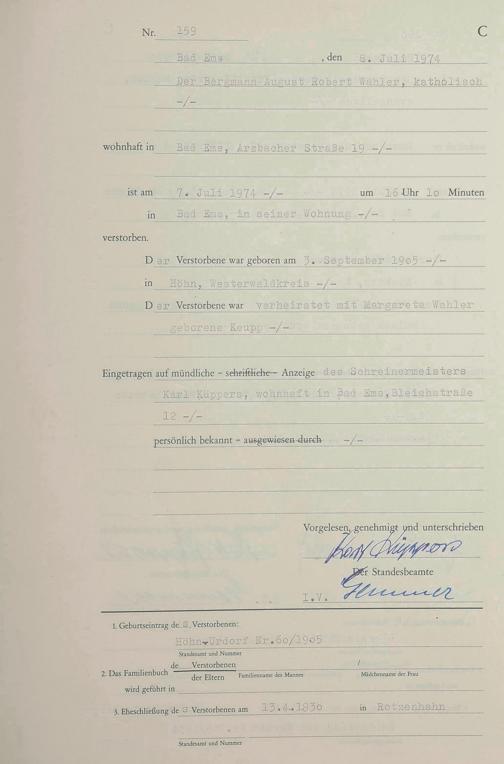 Nr. 159 C
Bad Ems, den 8. Juli 1974
Der Bergmann August Robert Wahler, katholisch
-/-
wohnhaft in Bad Ems, Arzbacher Straße 19 -/-
ist am 7. Juli 1974 -/- um 16 Uhr 10 Minuten
in Bad Ems, in seiner Wohnung -/-
verstorben.
Der Verstorbene war geboren am 3. September 1905 -/-
in Höhn, Westerwaldkreis -/-
Der Verstorbene war verheiratet mit Margareta Wahler
geborene Keupp -/-
Eingetragen auf mündliche - schriftliche - Anzeige des Schreinermeisters
Karl Küppers, wohnhaft in Bad Ems, Bleichstraße
12 -/-
persönlich bekannt - ausgewiesen durch -/-
Vorgelesen, genehmigt und unterschrieben
Karl Küppers
Der Standesbeamte
I.V.
1. Geburtseintrag des Verstorbenen:
Höhn-Urdorf Nr.60/1905
Standesamt und Nummer
2. Das Familienbuch de Verstorbenen /
der Eltern Familienname des Mannes Mädchenname der Frau
wird geführt in
3. Eheschließung des Verstorbenen am 13.4.1930 in Rotzenhahn
Standesamt und Nummer